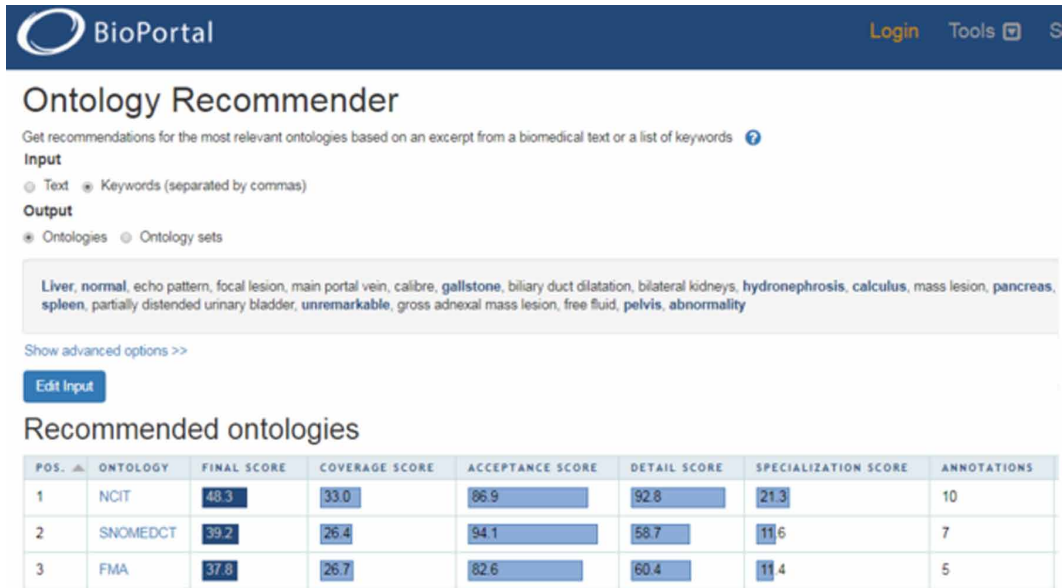 BioPortal
Login Tools S
Ontology Recommender
Get recommendations for the most relevant ontologies based on an excerpt from a biomedical text or a list of keywords ?
Input
Text Keywords (separated by commas)
Output
Ontologies Ontology sets
Liver, normal, echo pattern, focal lesion, main portal vein, calibre, gallstone, biliary duct dilatation, bilateral kidneys, hydronephrosis, calculus, mass lesion, pancreas,
spleen, partially distended urinary bladder, unremarkable, gross adnexal mass lesion, free fluid, pelvis, abnormality
Show advanced options >>
Edit Input
Recommended ontologies
POS. ONTOLOGY FINAL SCORE COVERAGE SCORE ACCEPTANCE SCORE DETAIL SCORE SPECIALIZATION SCORE ANNOTATIONS
1 NCIT 48.3 33.0 86.9 92.8 21.3 10
2 SNOMEDCT 39.2 26.4 94.1 58.7 11.6 7
3 FMA 37.8 26.7 82.6 60.4 11.4 5